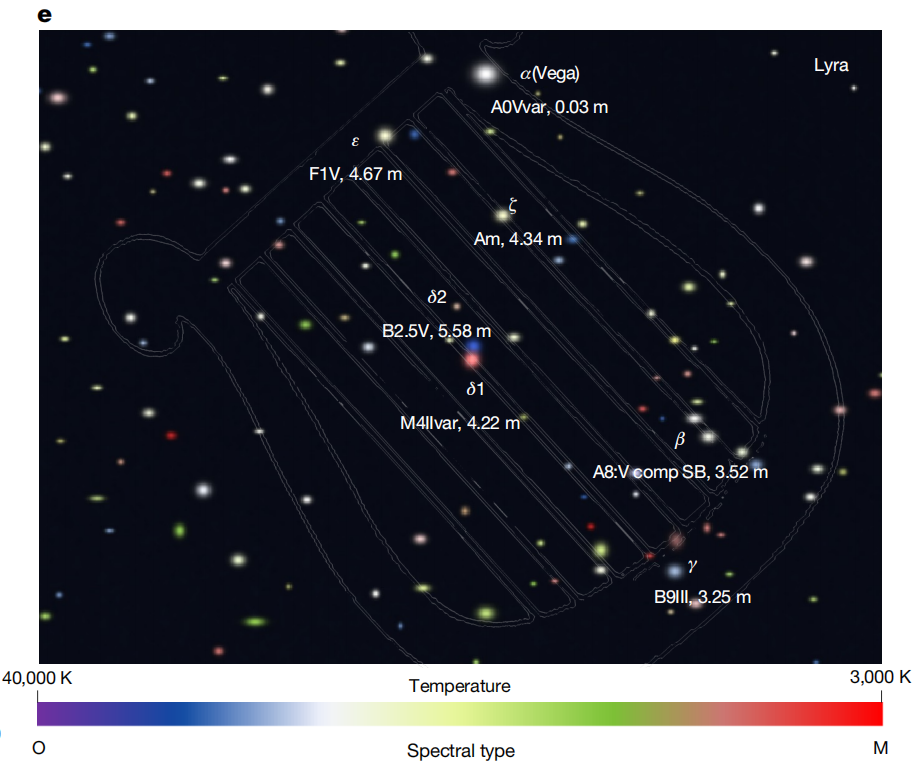 e
Lyra
α(Vega)
A0Vvar, 0.03 m
ε
F1V, 4.67 m
ζ
Am, 4.34 m
δ2
B2.5V, 5.58 m
δ1
M4IIvar, 4.22 m
β
A8:V comp SB, 3.52 m
γ
B9III, 3.25 m
40,000 K
Temperature
3,000 K
O
Spectral type
M